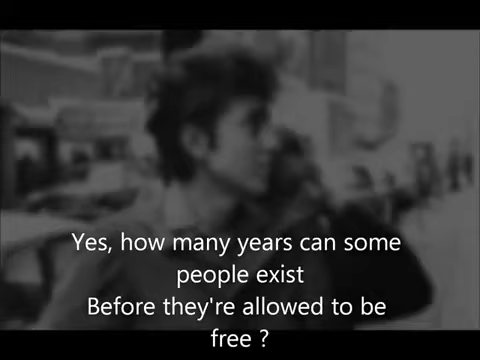 Yes, how many years can some
people exist
Before they're allowed to be
free ?